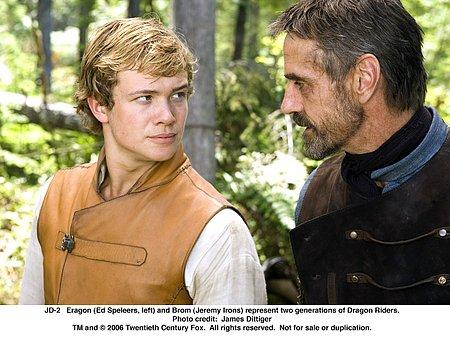 JD-2 Eragon (Ed Speleers, left) and Brom (Jeremy Irons) represent two generations of Dragon Riders.
Photo credit: James Dittiger
TM and © 2006 Twentieth Century Fox. All rights reserved. Not for sale or duplication.